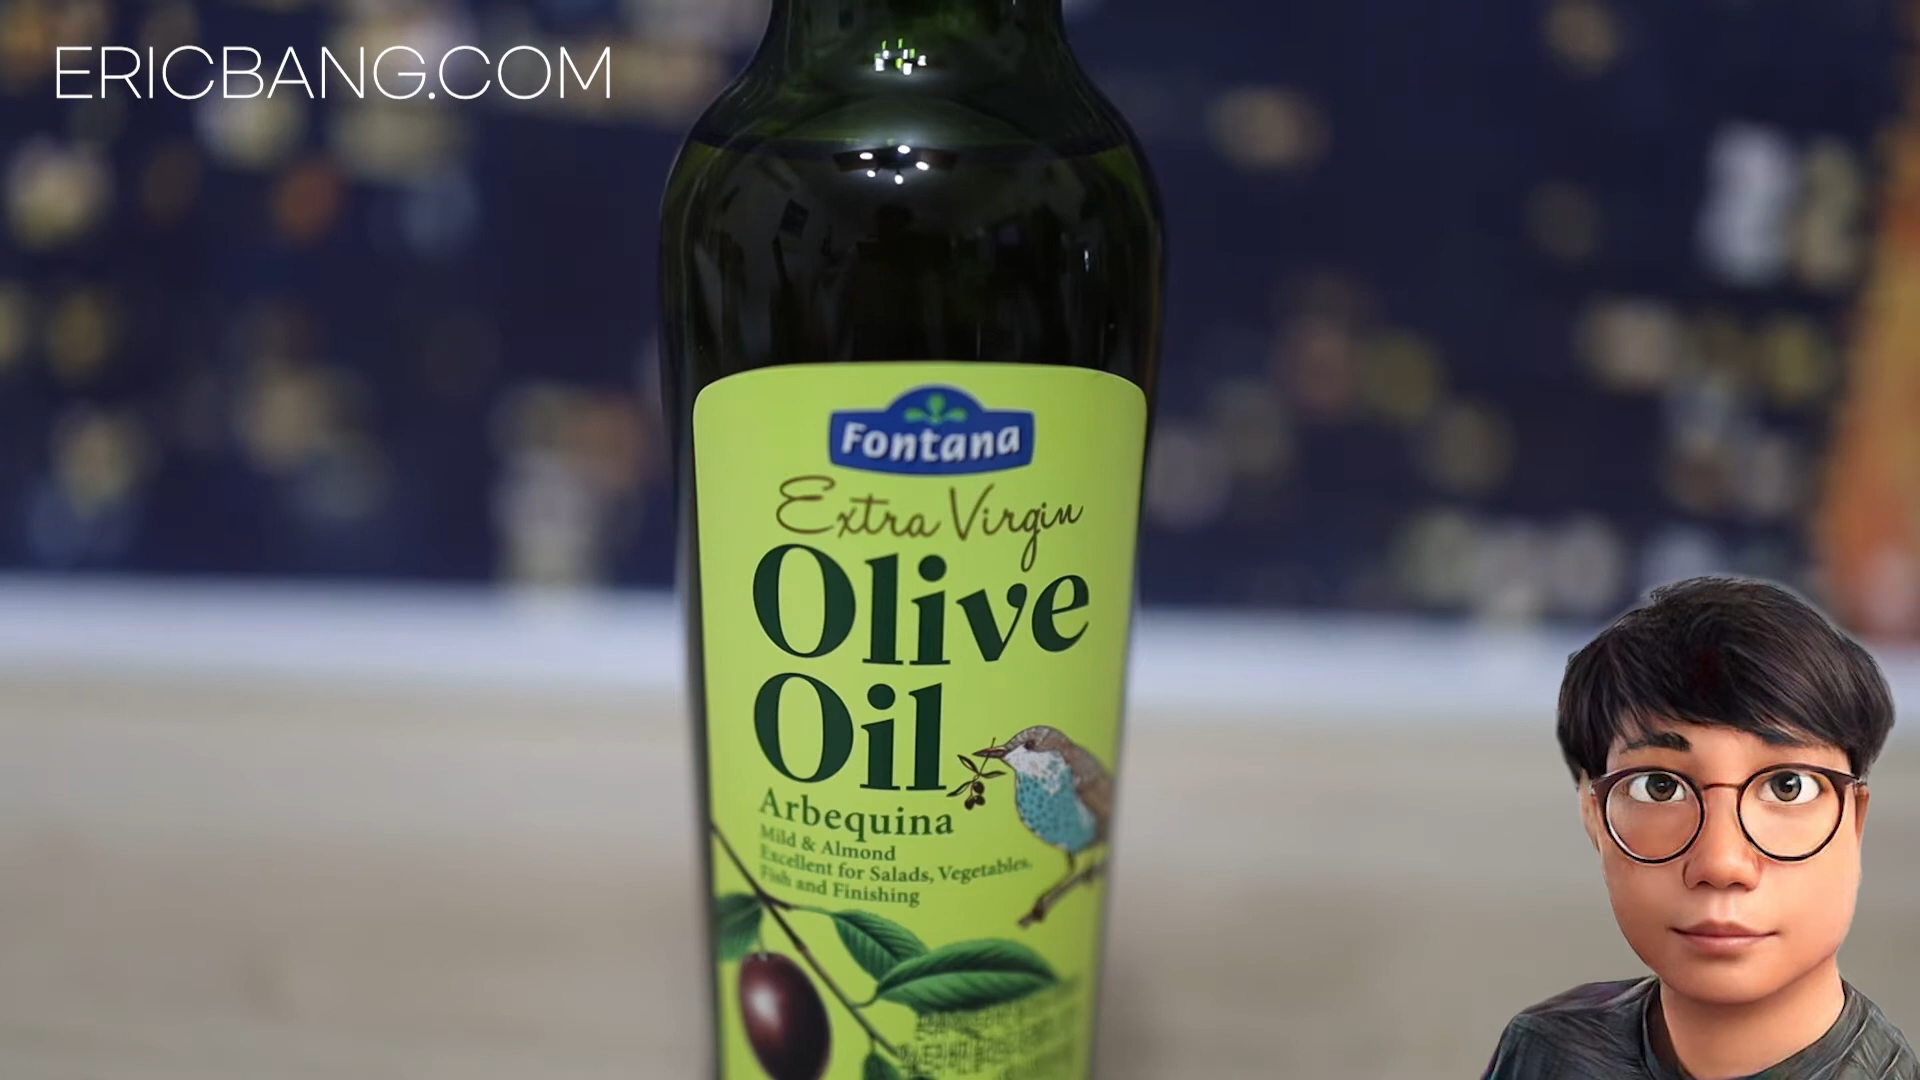 ERICBANG.COM
Fontana
Extra Virgin
Olive
Oil
Arbequina
Mild & Almond
Excellent for Salads, Vegetables,
Fish and Finishing